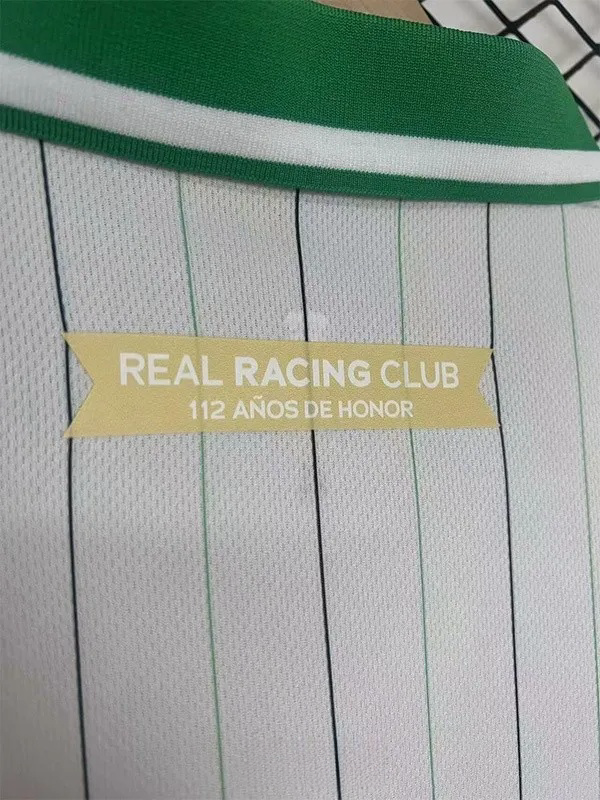 REAL RACING CLUB
112 AÑOS DE HONOR